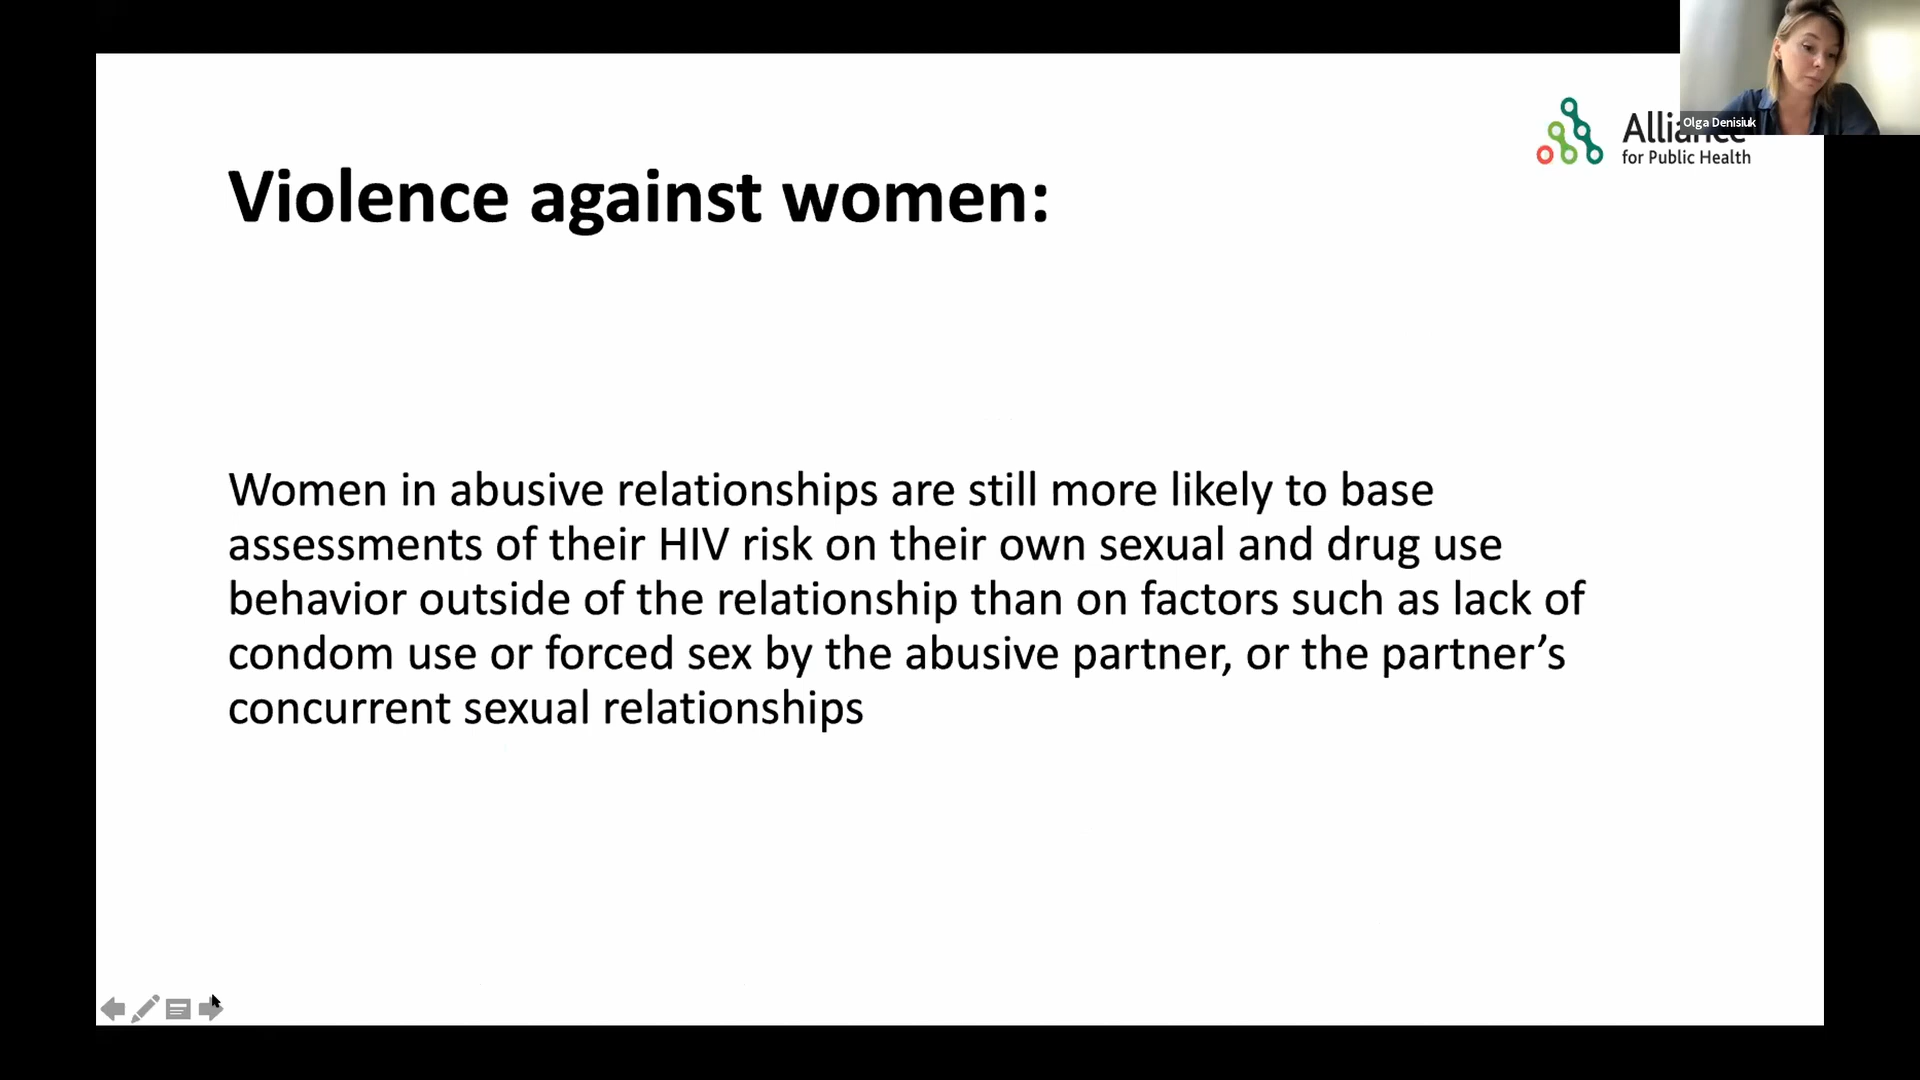 Olga Denisiuk
Alliance
for Public Health
Violence against women:
Women in abusive relationships are still more likely to base
assessments of their HIV risk on their own sexual and drug use
behavior outside of the relationship than on factors such as lack of
condom use or forced sex by the abusive partner, or the partner’s
concurrent sexual relationships